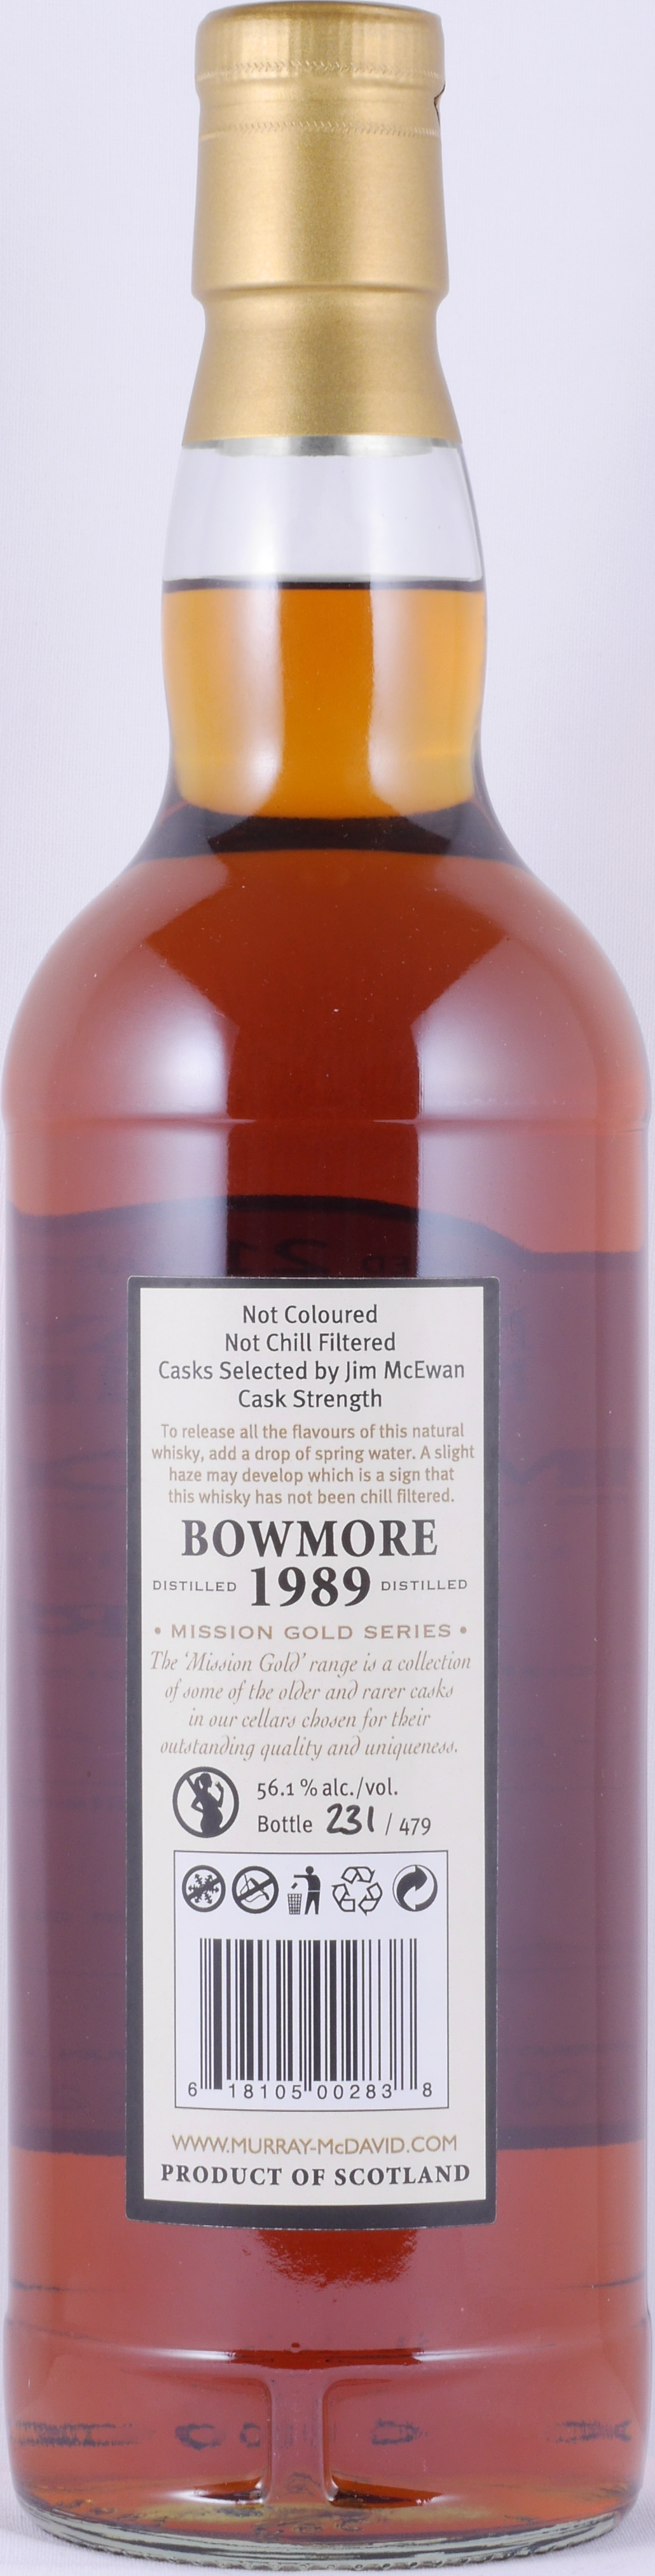 Not Coloured
Not Chill Filtered
Casks Selected by Jim McEwan
Cask Strength
To release all the flavours of this natural
whisky, add a drop of spring water. A slight
haze may develop which is a sign that
this whisky has not been chill filtered.
BOWMORE
DISTILLED 1989 DISTILLED
• MISSION GOLD SERIES •
The 'Mission Gold' range is a collection
of some of the older and rarer casks
in our cellars chosen for their
outstanding quality and uniqueness.
56.1 % alc./vol.
Bottle 231 / 479
6 18105 00283 8
WWW.MURRAY-McDAVID.COM
PRODUCT OF SCOTLAND